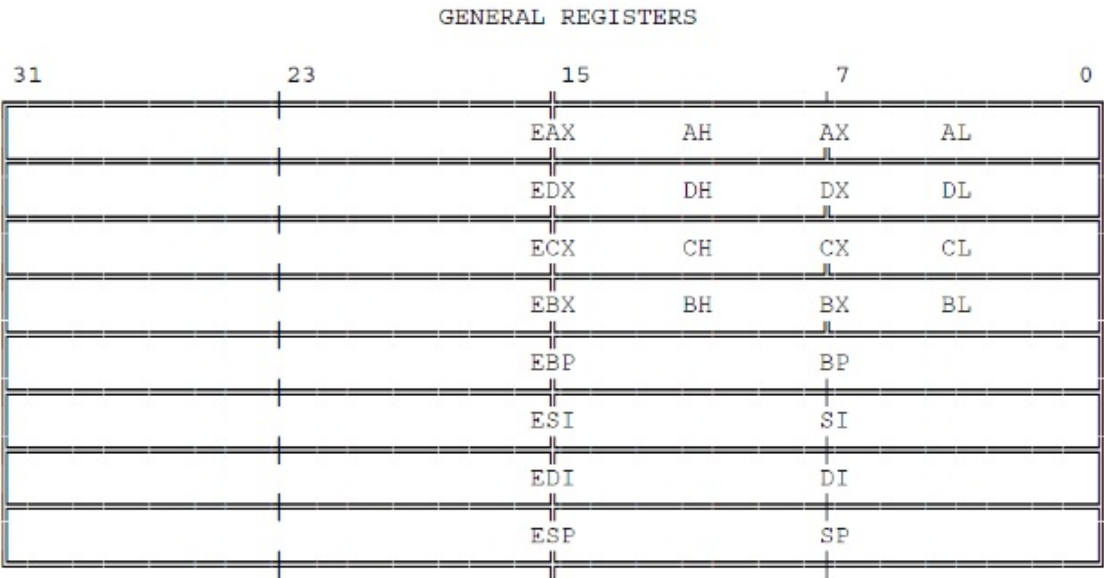 GENERAL REGISTERS
31 23 15 7 0
EAX AH AX AL
EDX DH DX DL
ECX CH CX CL
EBX BH BX BL
EBP BP
ESI SI
EDI DI
ESP SP